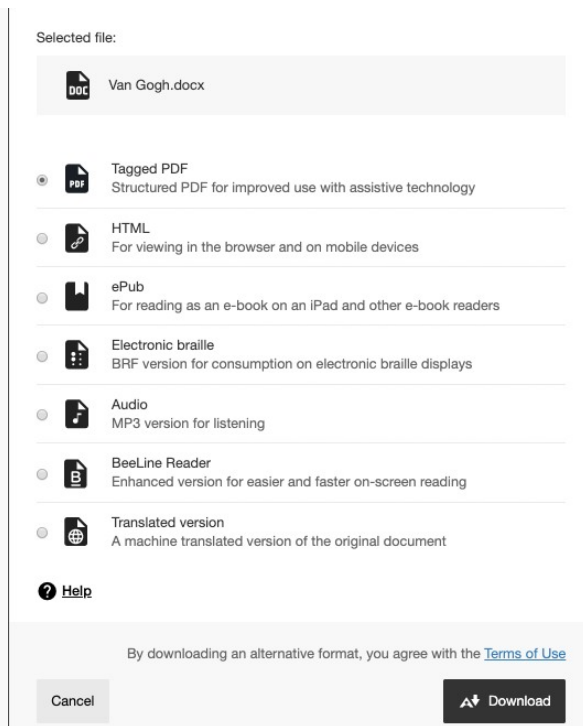 Selected file:
DOC
Van Gogh.docx
Tagged PDF
PDF
Structured PDF for improved use with assistive technology
HTML
For viewing in the browser and on mobile devices
ePub
For reading as an e-book on an iPad and other e-book readers
Electronic braille
BRF version for consumption on electronic braille displays
Audio
MP3 version for listening
BeeLine Reader
B
Enhanced version for easier and faster on-screen reading
Translated version
A machine translated version of the original document
? Help
By downloading an alternative format, you agree with the Terms of Use
Cancel
A Download